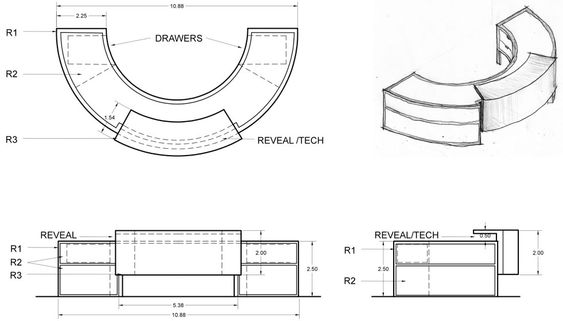 10.88
2.25
R1
DRAWERS
R2
1.54
R3
REVEAL /TECH
REVEAL
R1
R2
R3
2.00
2.50
5.38
10.88
REVEAL/TECH
0.50
R1
R2
2.50
2.00